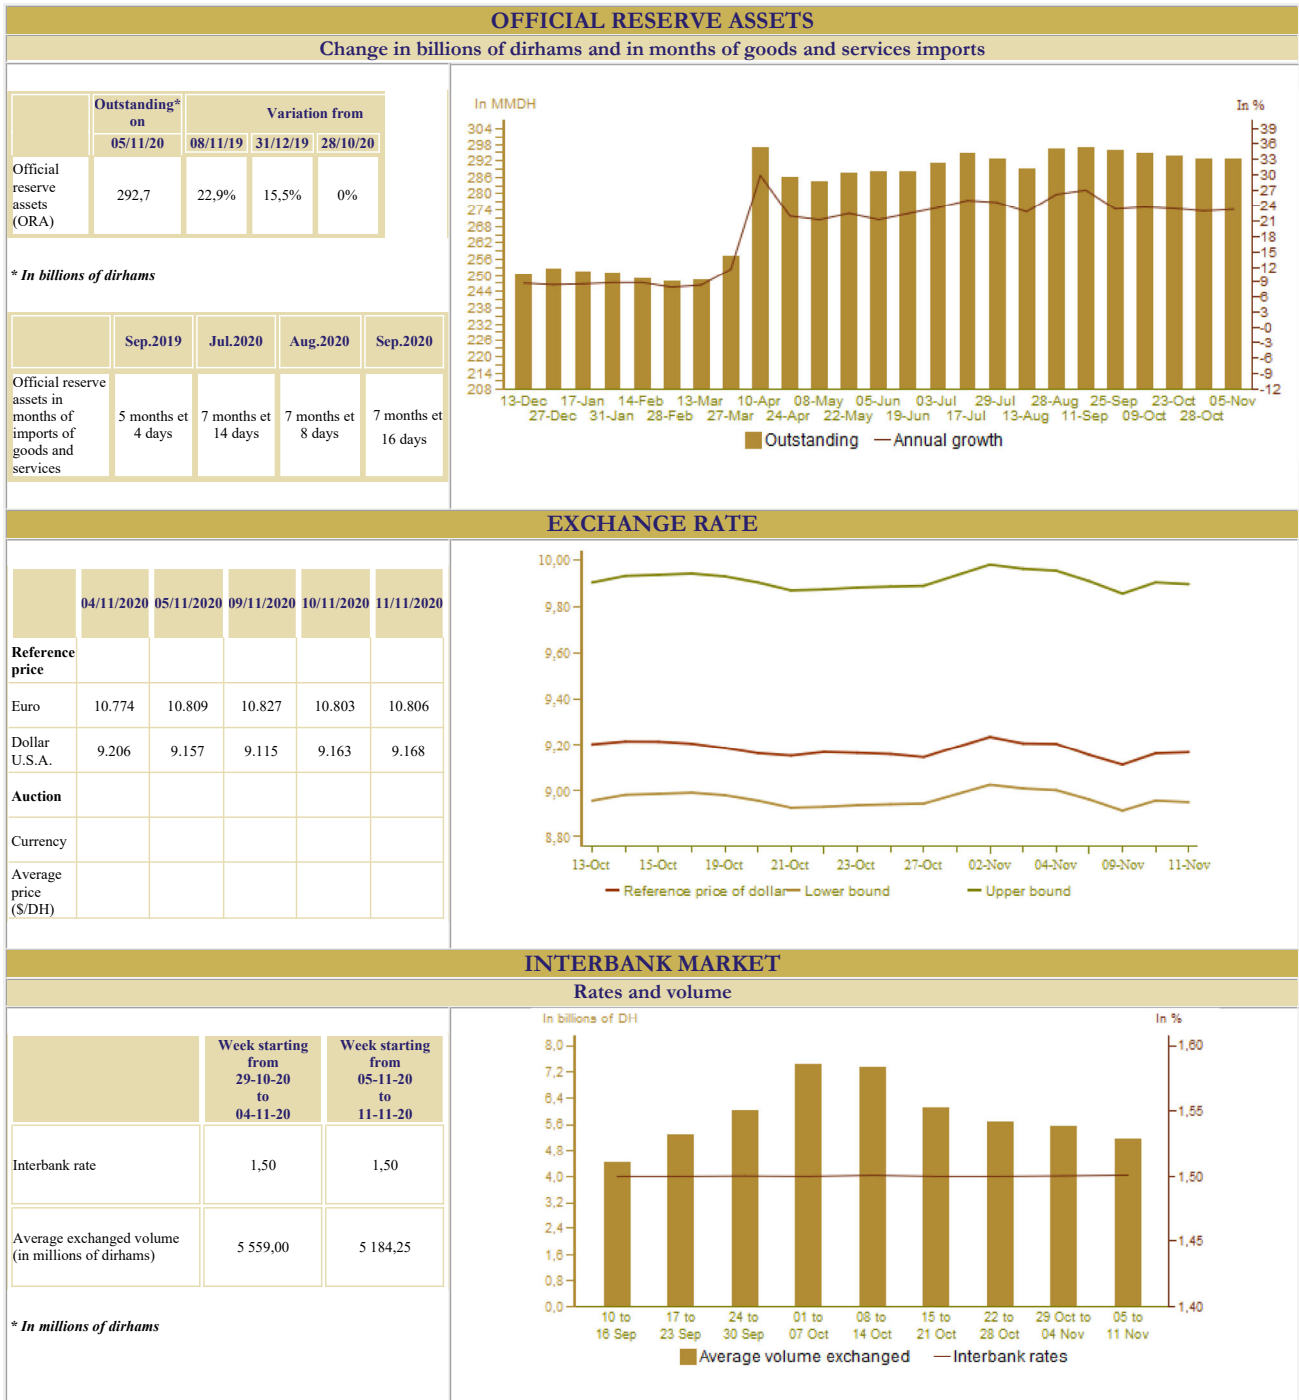 OFFICIAL RESERVE ASSETS
Change in billions of dirhams and in months of goods and services imports
Outstanding*
on
Variation from
05/11/20 08/11/19 31/12/19 28/10/20
Official
reserve
assets
(ORA)
292,7 22,9% 15,5% 0%
* In billions of dirhams
Sep.2019 Jul.2020 Aug.2020 Sep.2020
Official reserve
assets in
months of
imports of
goods and
services
5 months et
4 days
7 months et
14 days
7 months et
8 days
7 months et
16 days
In MMDH
In %
304
298
292
286
280
274
268
262
256
250
244
238
232
226
220
214
208
39
36
33
30
27
24
21
18
15
12
9
6
3
-0
-3
-6
-9
-12
13-Dec 17-Jan 14-Feb 13-Mar 10-Apr 08-May 05-Jun 03-Jul 29-Jul 28-Aug 25-Sep 23-Oct 05-Nov
27-Dec 31-Jan 28-Feb 27-Mar 24-Apr 22-May 19-Jun 17-Jul 13-Aug 11-Sep 09-Oct 28-Oct
Outstanding Annual growth
EXCHANGE RATE
04/11/2020 05/11/2020 09/11/2020 10/11/2020 11/11/2020
Reference
price
Euro 10.774 10.809 10.827 10.803 10.806
Dollar
U.S.A.
9.206 9.157 9.115 9.163 9.168
Auction
Currency
Average
price
($/DH)
10,00
9,80
9,60
9,40
9,20
9,00
8,80
13-Oct 15-Oct 19-Oct 21-Oct 23-Oct 27-Oct 02-Nov 04-Nov 09-Nov 11-Nov
Reference price of dollar Lower bound Upper bound
INTERBANK MARKET
Rates and volume
Week starting
from
29-10-20
to
04-11-20
Week starting
from
05-11-20
to
11-11-20
Interbank rate 1,50 1,50
Average exchanged volume
(in millions of dirhams)
5 559,00 5 184,25
* In millions of dirhams
In billions of DH
In %
8,0
7,2
6,4
5,6
4,8
4,0
3,2
2,4
1,6
0,8
0,0
1,60
1,55
1,50
1,45
1,40
10 to 17 to 24 to 01 to 08 to 15 to 22 to 29 Oct to 05 to
16 Sep 23 Sep 30 Sep 07 Oct 14 Oct 21 Oct 28 Oct 04 Nov 11 Nov
Average volume exchanged Interbank rates